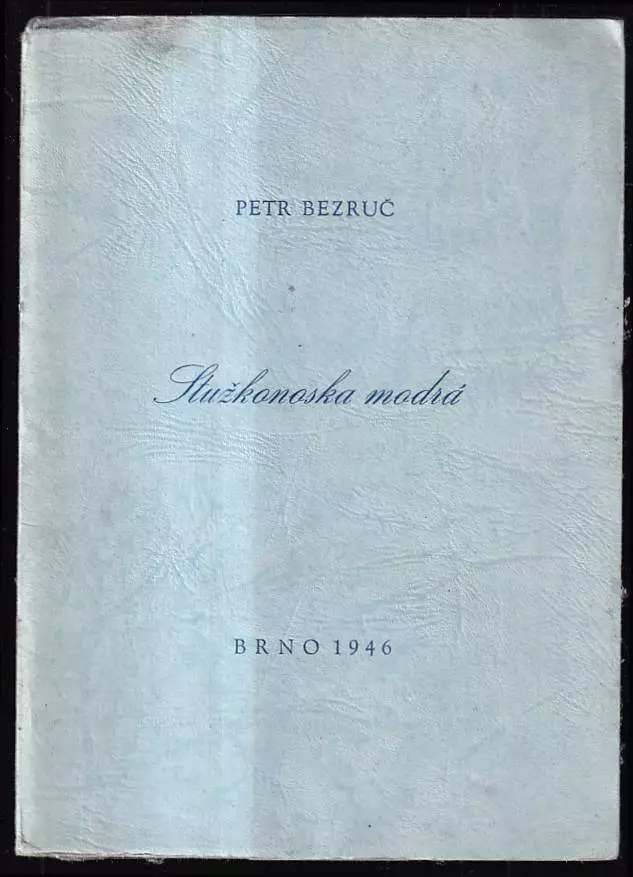 PETR BEZRUČ
Stužkonoska modrá
BRNO 1946